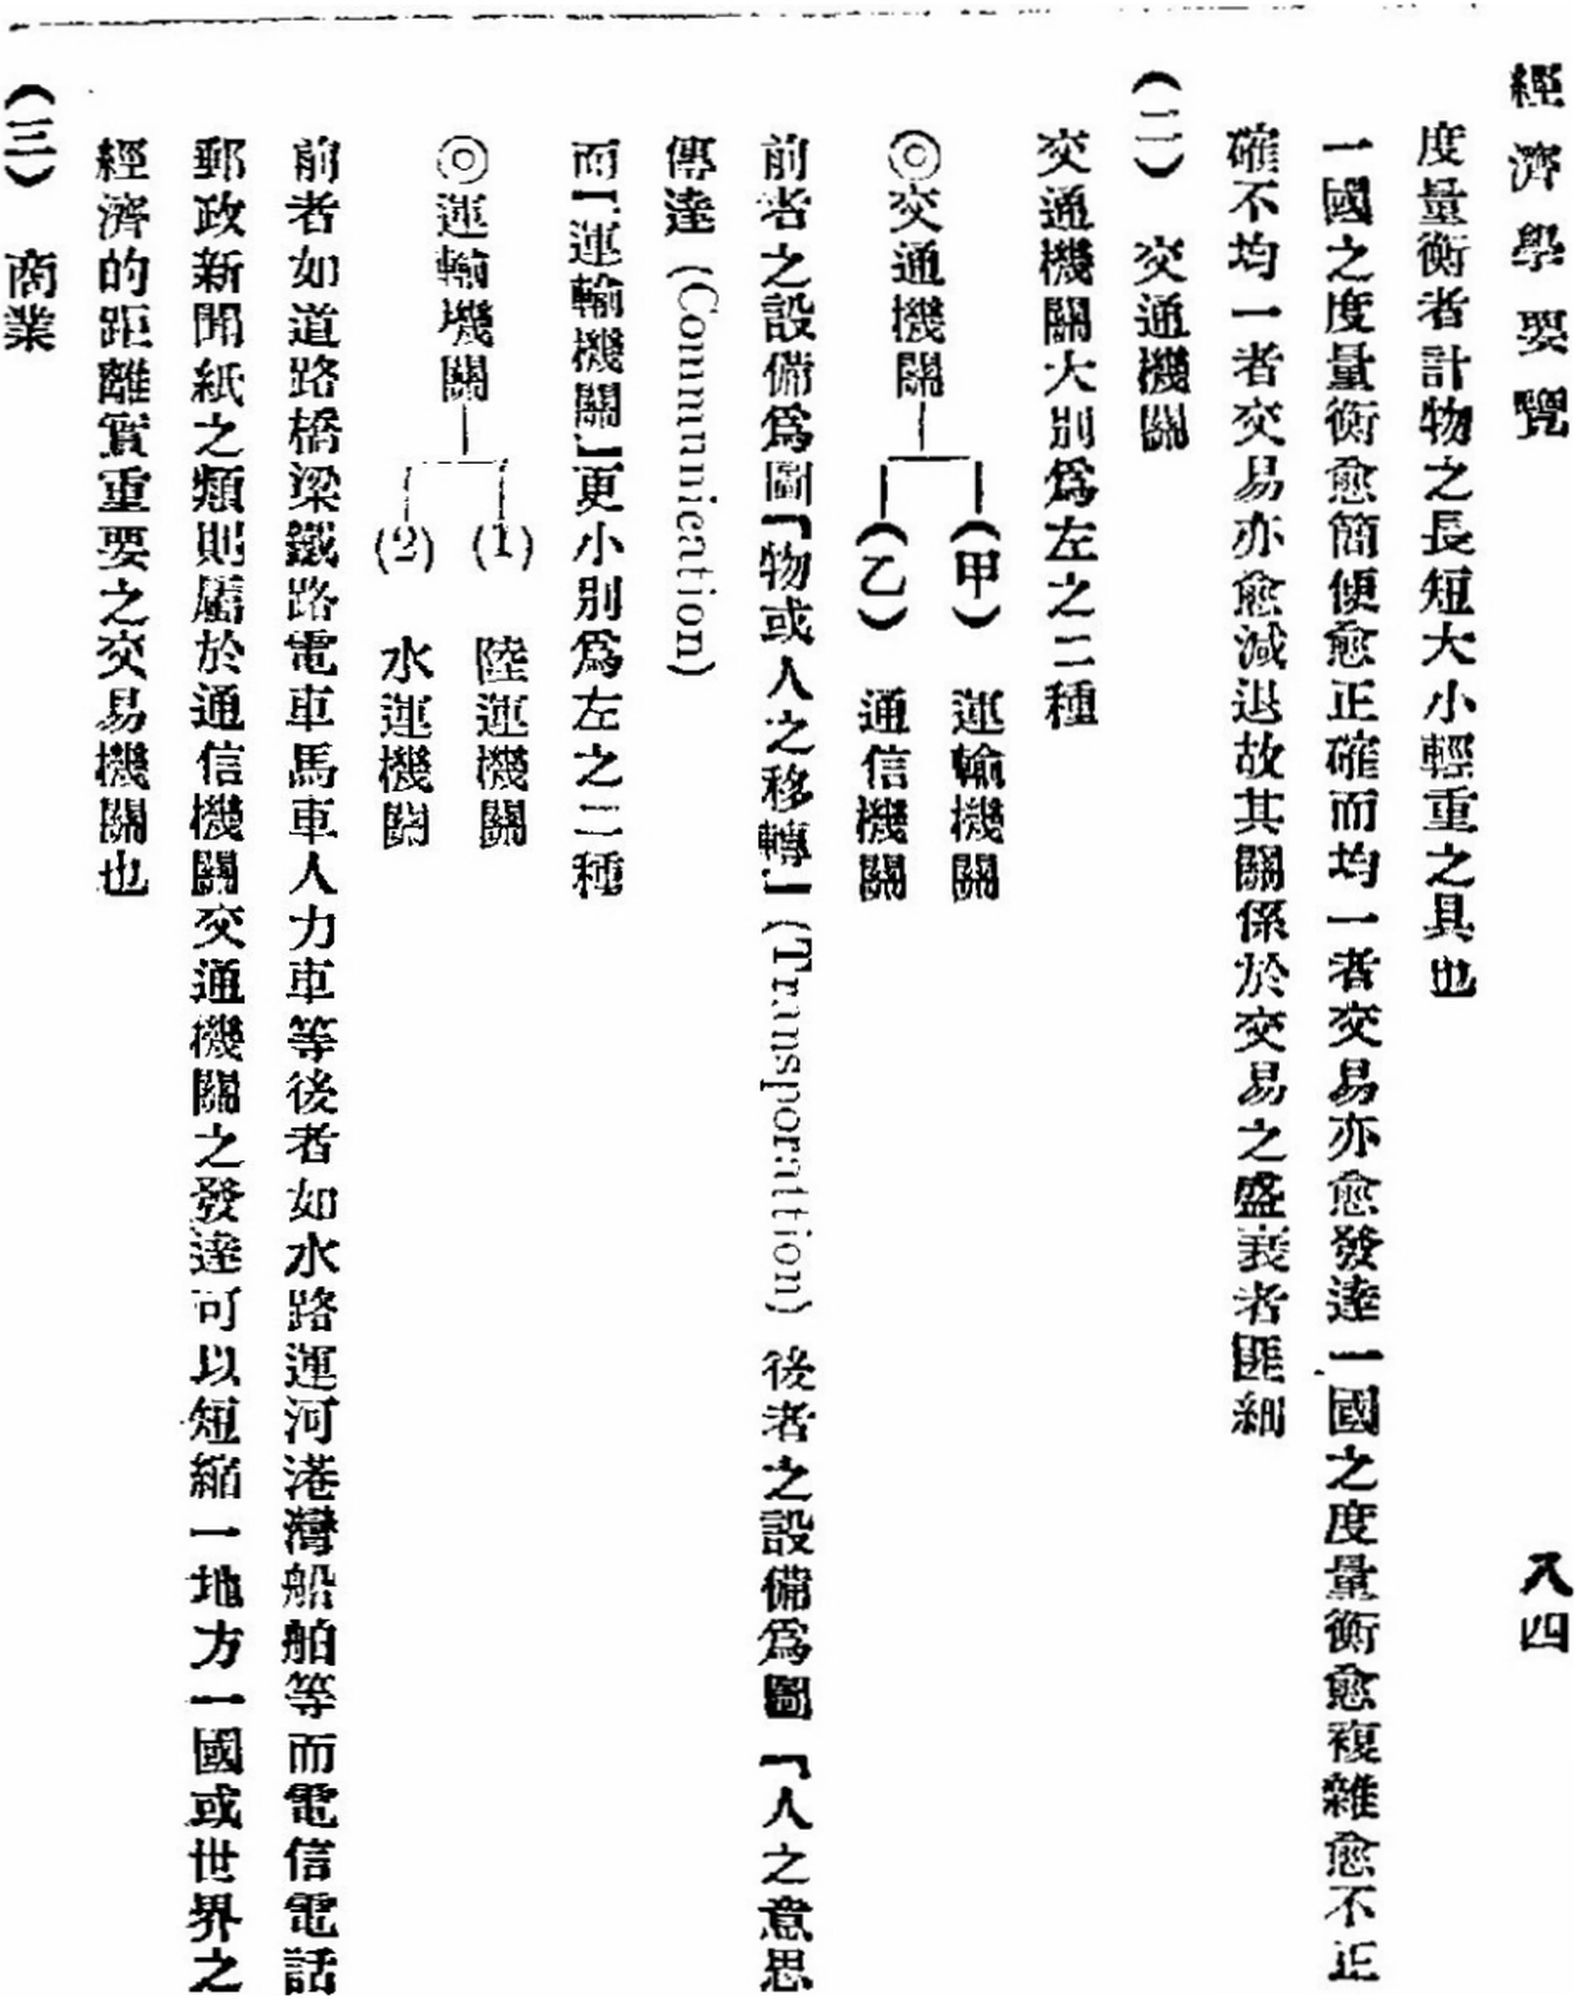 經濟學要覽
八四
度量衡者計物之長短大小輕重之具也
一國之度量衡愈簡便愈正確而均一者交易亦愈發達一國之度量衡愈複雜愈不正
確不均一者交易亦愈減退故其關係於交易之盛衰者匪細
(二) 交通機關
交通機關大別爲左之二種
◎交通機關
(甲) 運輸機關
(乙) 通信機關
前者之設備爲圖「物或人之移轉」(Transportation) 後者之設備爲圖「人之意思
傳達 (Communication)
而【運輸機關】更小別爲左之二種
◎運輸機關
(1) 陸運機關
(2) 水運機關
前者如道路橋梁鐵路電車馬車人力車等後者如水路運河港灣船舶等而電信電話
郵政新聞紙之類則屬於通信機關交通機關之發達可以短縮一地方一國或世界之
經濟的距離實重要之交易機關也
(三) 商業